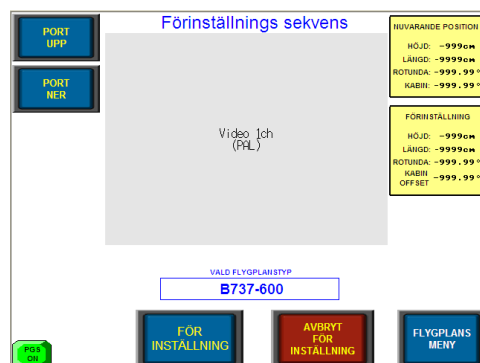 Förinställnings sekvens
PORT
UPP
PORT
NER
Video 1ch
(PAL)
NUVARANDE POSITION
HÖJD: -999cm
LÄNGD: -9999cm
ROTUNDA: -999.99°
KABIN: -999.99°
FÖRINSTÄLLNING
HÖJD: -999cm
LÄNGD: -9999cm
ROTUNDA: -999.99°
KABIN
OFFSET -999.99°
VALD FLYGPLANSTYP
B737-600
PGS
ON
FÖR
INSTÄLLNING
AVBRYT
FÖR
INSTÄLLNING
FLYGPLANS
MENY